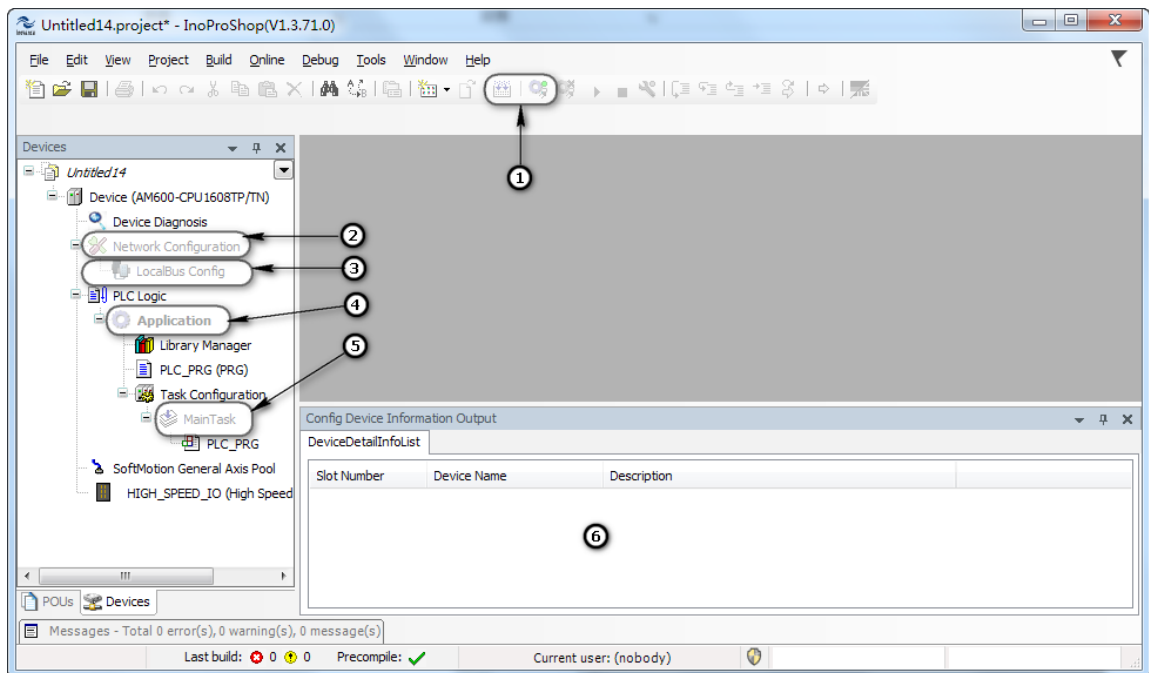 Untitled14.project* - InoProShop(V1.3.71.0)
File Edit View Project Build Online Debug Tools Window Help
1
Devices
Untitled14
Device (AM600-CPU1608TP/TN)
Device Diagnosis
Network Configuration
2
LocalBus Config
3
PLC Logic
Application
4
Library Manager
5
PLC_PRG (PRG)
Task Configuration
MainTask
PLC_PRG
SoftMotion General Axis Pool
HIGH_SPEED_IO (High Speed
POUs Devices
Config Device Information Output
DeviceDetailInfoList
Slot Number Device Name Description
6
Messages - Total 0 error(s), 0 warning(s), 0 message(s)
Last build: 0 0 Precompile: Current user: (nobody)